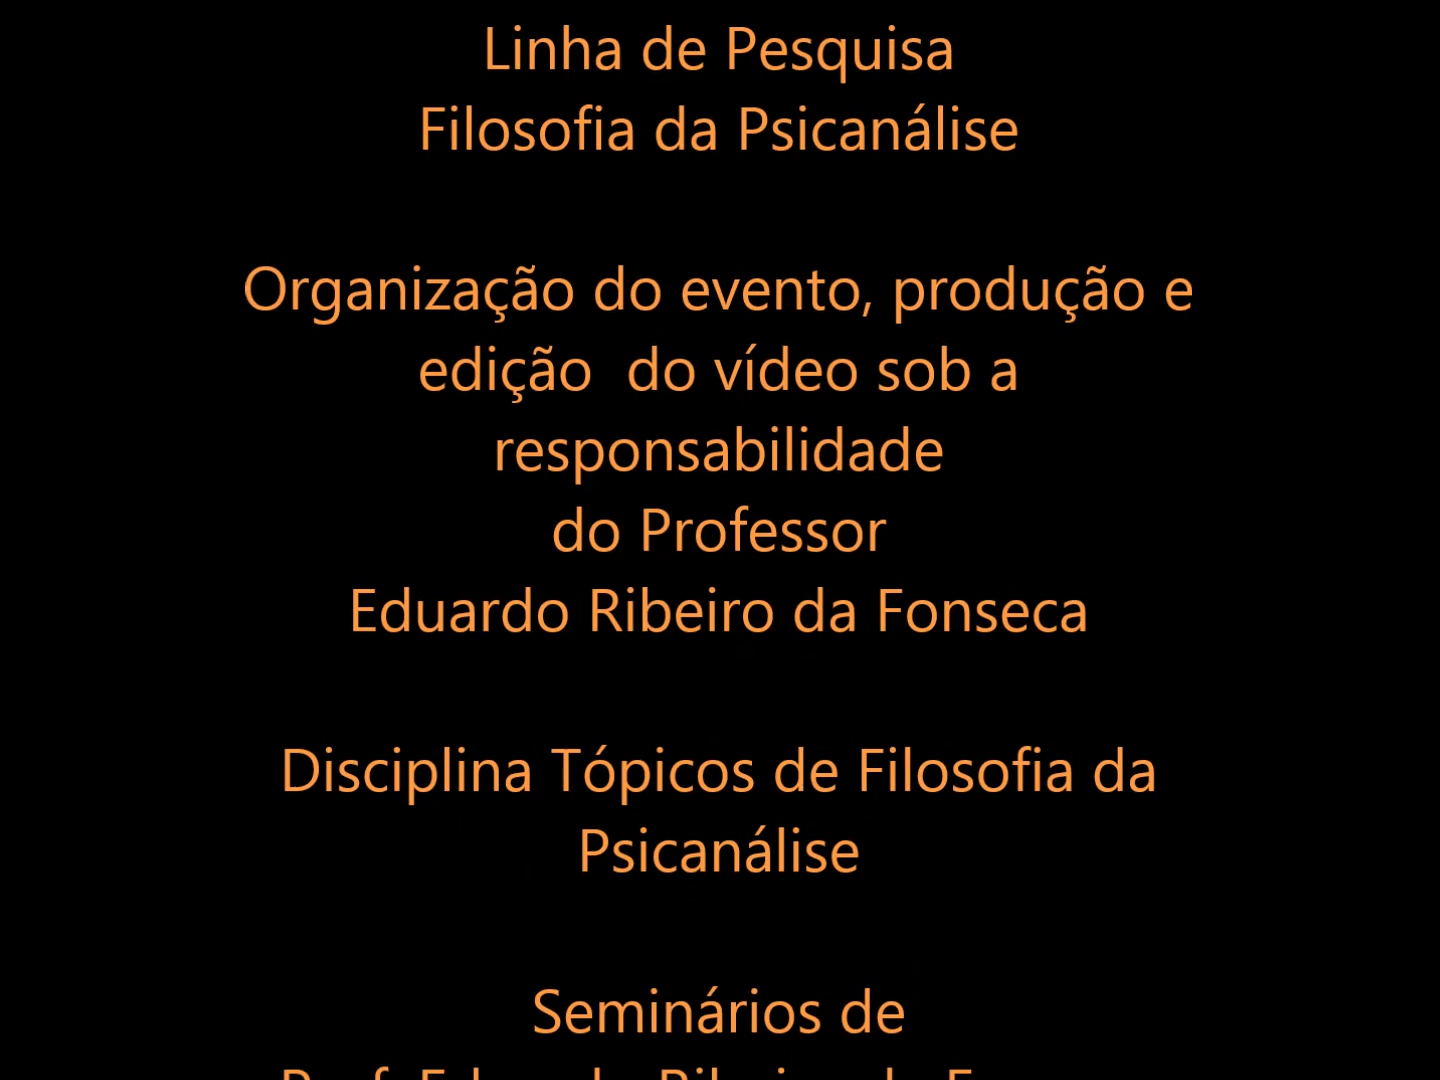 Linha de Pesquisa
Filosofia da Psicanálise
Organização do evento, produção e
edição  do vídeo sob a
responsabilidade
do Professor
Eduardo Ribeiro da Fonseca
Disciplina Tópicos de Filosofia da
Psicanálise
Seminários de